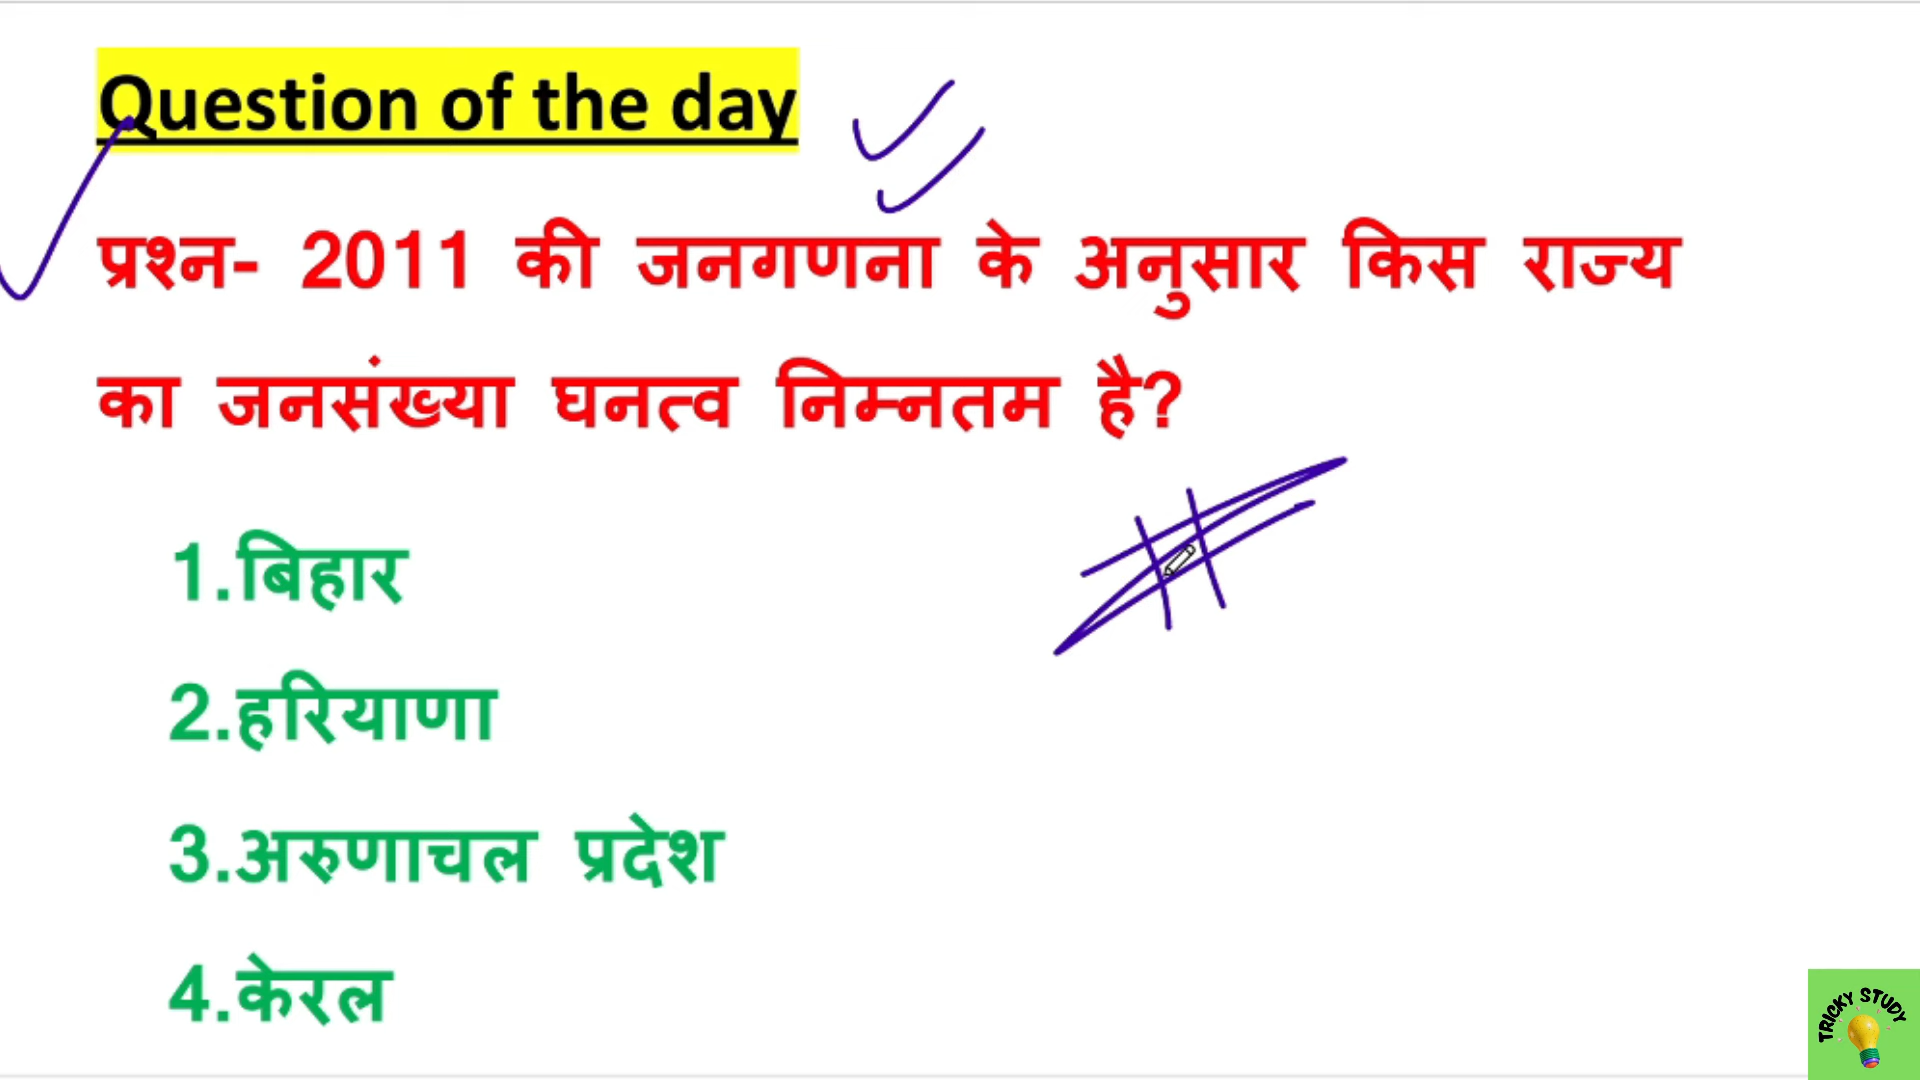 Question of the day
प्रश्न- 2011 की जनगणना के अनुसार किस राज्य
का जनसंख्या घनत्व निम्नतम है?
1.बिहार
2.हरियाणा
3.अरुणाचल प्रदेश
4.केरल
TRICKY STUDY